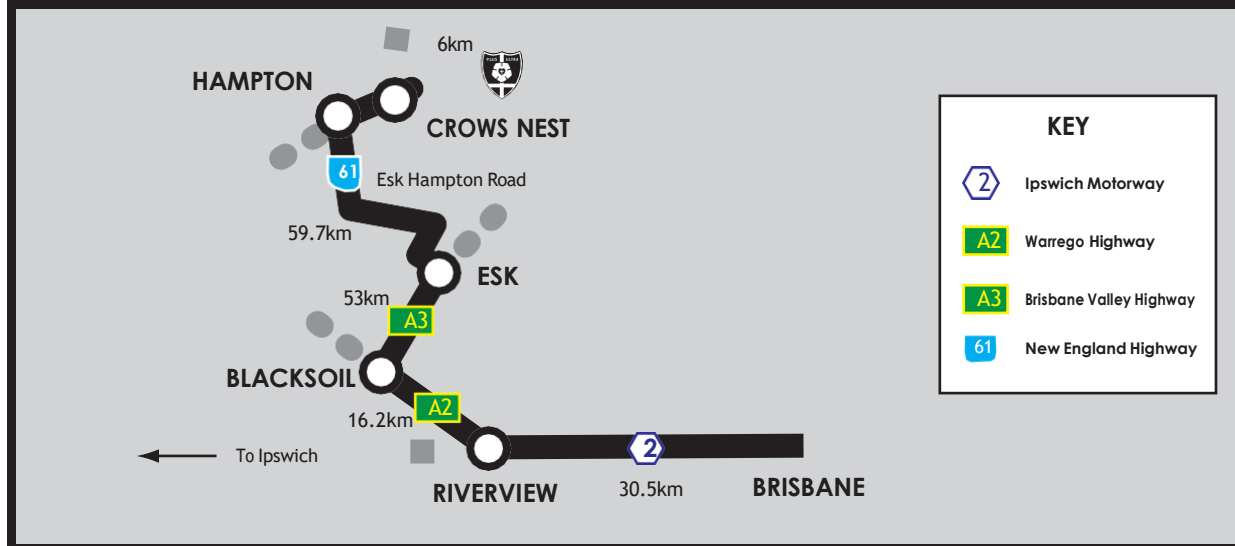 6km
PLUS ULTRA
HAMPTON
CROWS NEST
61
Esk Hampton Road
59.7km
ESK
53km
A3
BLACKSOIL
A2
16.2km
To Ipswich
2
RIVERVIEW
30.5km
BRISBANE
KEY
2 Ipswich Motorway
A2 Warrego Highway
A3 Brisbane Valley Highway
61 New England Highway